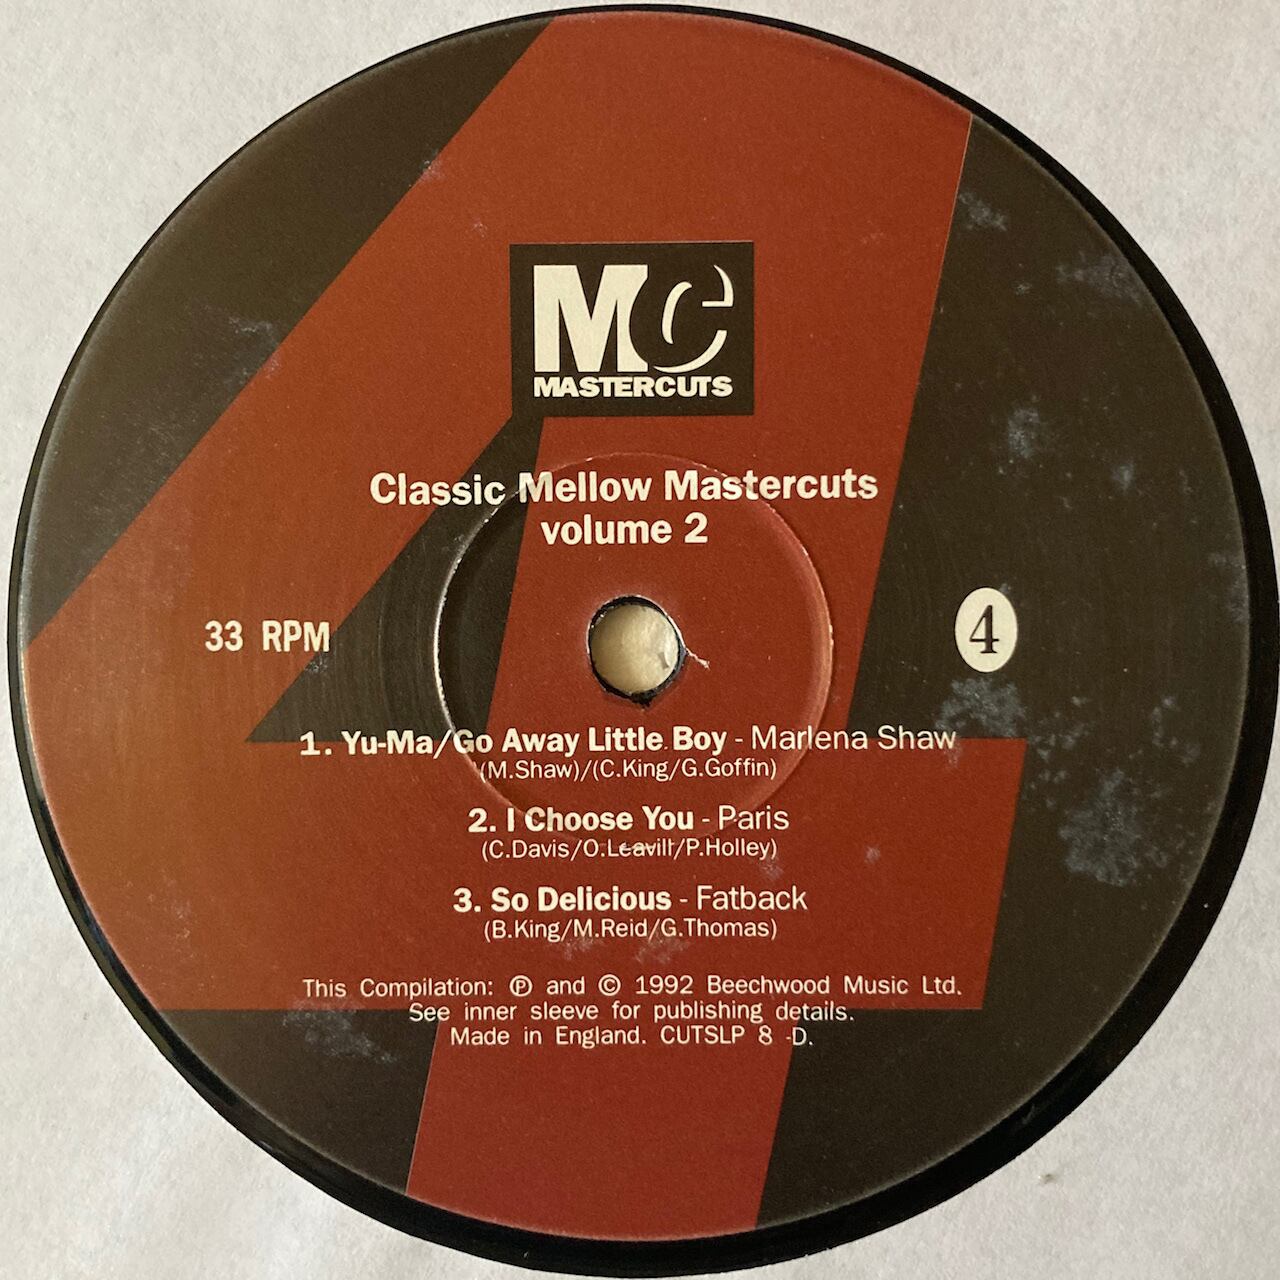 Mc
MASTERCUTS
Classic Mellow Mastercuts
volume 2
33 RPM
4
1. Yu-Ma/Go Away Little Boy - Marlena Shaw
(M.Shaw)/(C.King/G.Goffin)
2. I Choose You - Paris
(C.Davis/O.Leavill/P.Holley)
3. So Delicious - Fatback
(B.King/M.Reid/G.Thomas)
This Compilation: ℗ and © 1992 Beechwood Music Ltd.
See inner sleeve for publishing details.
Made in England. CUTSLP 8 -D.